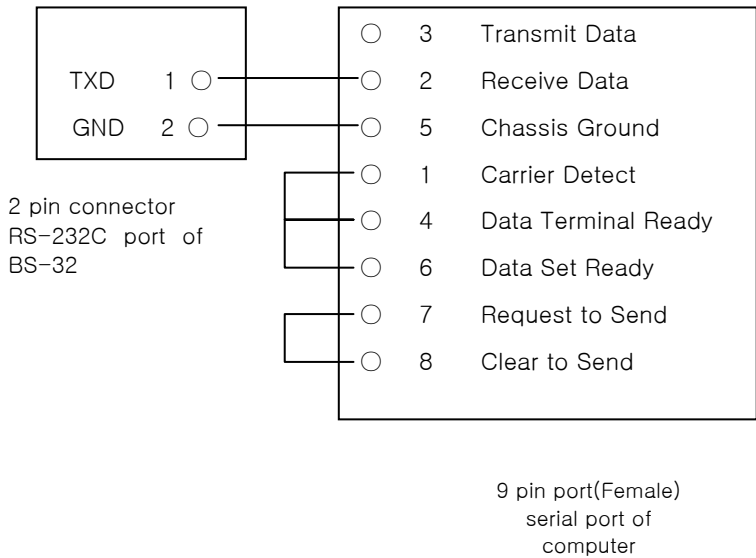 3 Transmit Data
TXD 1 2 Receive Data
GND 2 5 Chassis Ground
1 Carrier Detect
4 Data Terminal Ready
6 Data Set Ready
7 Request to Send
8 Clear to Send
2 pin connector
RS-232C port of
BS-32
9 pin port(Female)
serial port of
computer